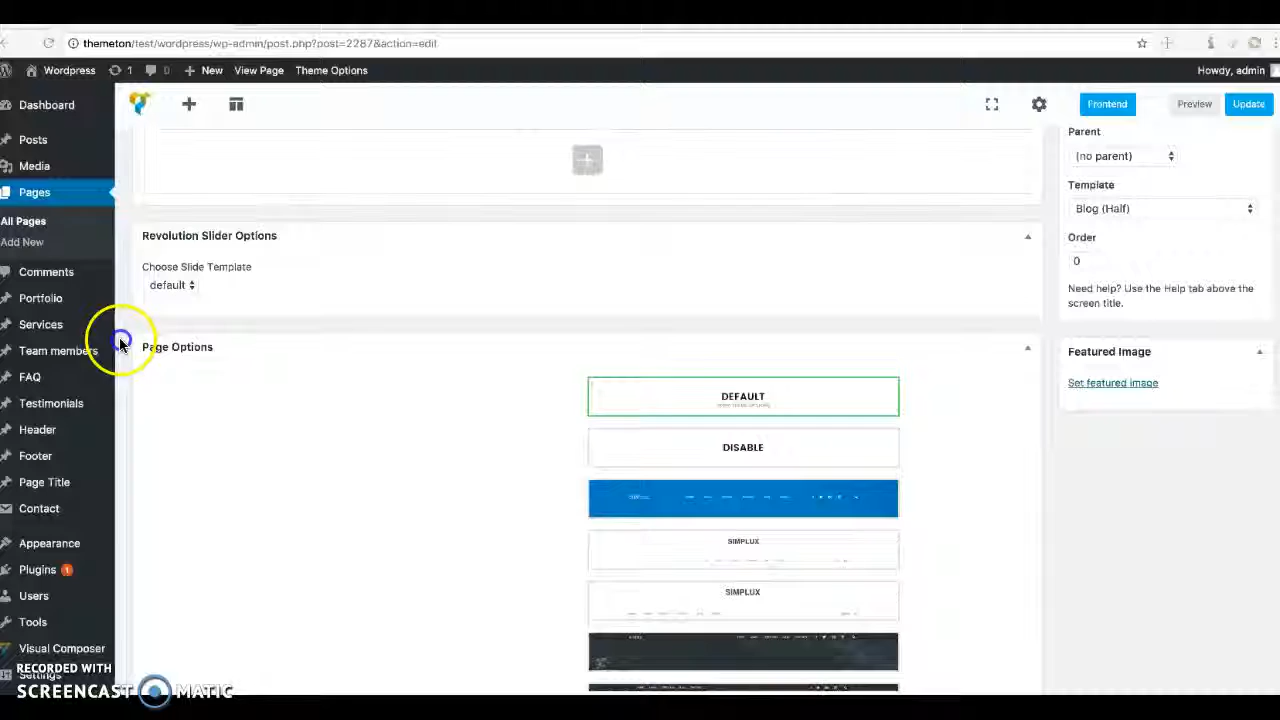 themeton/test/wordpress/wp-admin/post.php?post=2287&action=edit
WordPress 1 0 New View Page Theme Options Howdy, admin
Frontend Preview Update
Dashboard
Posts
Media
Pages
All Pages
Add New
Comments
Portfolio
Services
Team members
FAQ
Testimonials
Header
Footer
Page Title
Contact
Appearance
Plugins 1
Users
Tools
Visual Composer
Settings
Revolution Slider Options
Choose Slide Template
default
Page Options
DEFAULT
DISABLE
SIMPLUX
SIMPLUX
Parent
(no parent)
Template
Blog (Half)
Order
0
Need help? Use the Help tab above the
screen title.
Featured Image
Set featured image
RECORDED WITH
SCREENCAST MATIC